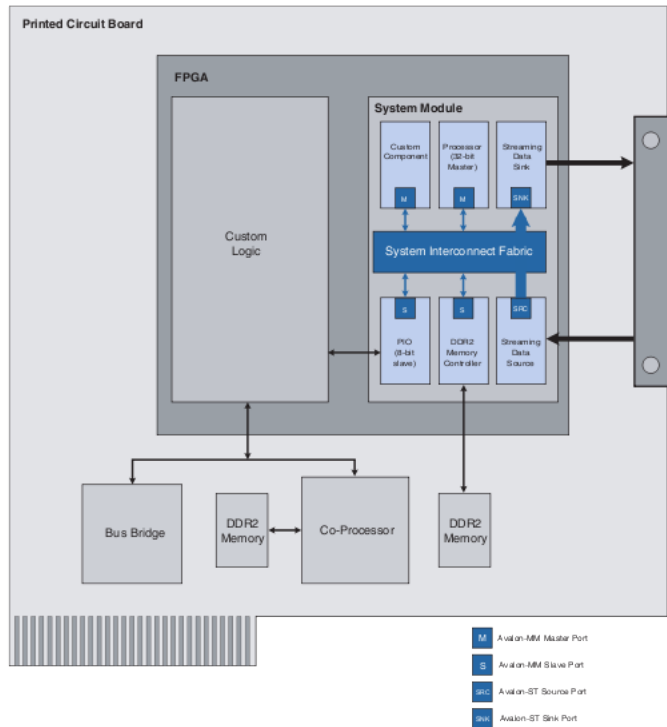 Printed Circuit Board
FPGA
System Module
Custom
Component
M
Processor
(32-bit
Master)
M
Streaming
Data
Sink
SNK
Custom
Logic
System Interconnect Fabric
S
PIO
(8-bit
slave)
S
DDR2
Memory
Controller
SRC
Streaming
Data
Source
Bus Bridge
DDR2
Memory
Co-Processor
DDR2
Memory
M Avalon-MM Master Port
S Avalon-MM Slave Port
SRC Avalon-ST Source Port
SNK Avalon-ST Sink Port